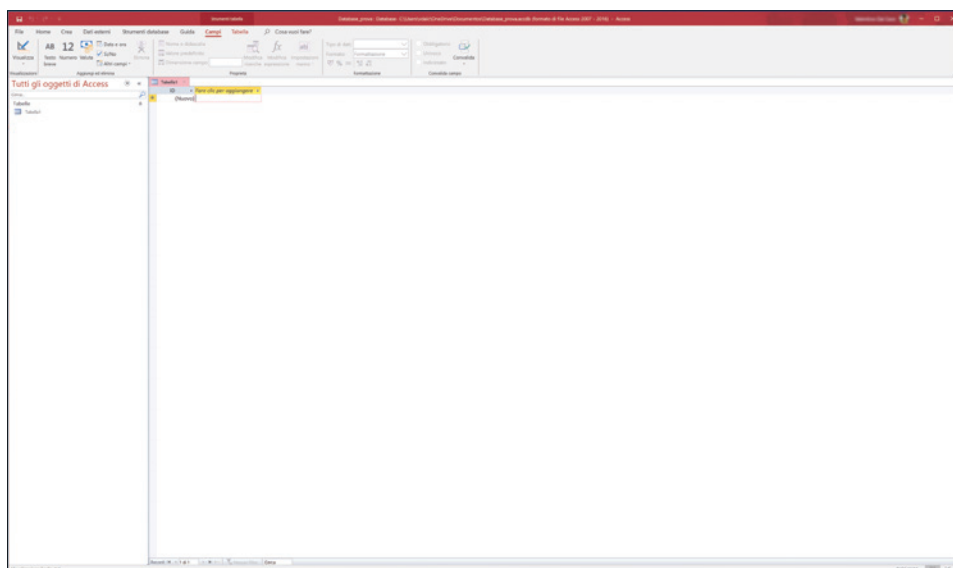 Strumenti tabella
Database_prova: Database- C:\Users\
\OneDrive\Documentos\Database_prova.accdb (formato di file Access 2007 - 2016) - Access
File Home Crea Dati esterni Strumenti database Guida Campi Tabella Cosa vuoi fare?
Visualizza
AB
Testo breve
12
Numero
Valuta
Data e ora
Sì/No
Altri campi
Elimina
Nome e didascalia
Valore predefinito
Dimensione campo
Modifica ricerche
fx
Modifica espressione
ab|
Impostazioni memo
Tipo di dati:
Formato: Formattazione
Obbligatorio
Univoco
Indicizzato
Convalida
Visualizzazioni
Aggiungi ed elimina
Proprietà
Formattazione
Convalida campo
Tutti gli oggetti di Access
Cerca...
Tabelle
Tabella1
Tabella1
ID
Fare clic per aggiungere
(Nuovo)
Record: 1 di 1
Cerca